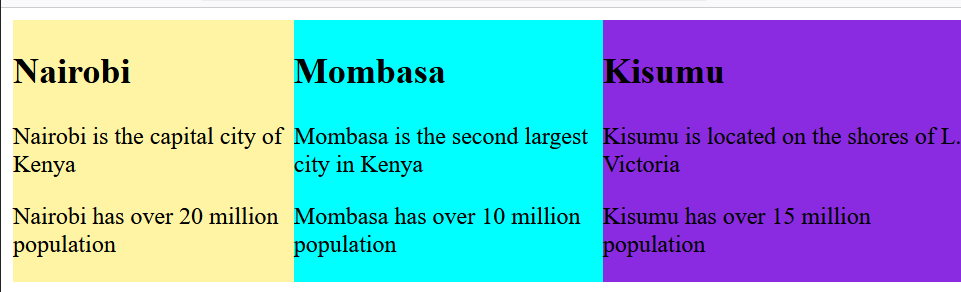 Nairobi
Nairobi is the capital city of
Kenya
Nairobi has over 20 million
population
Mombasa
Mombasa is the second largest
city in Kenya
Mombasa has over 10 million
population
Kisumu
Kisumu is located on the shores of L.
Victoria
Kisumu has over 15 million
population